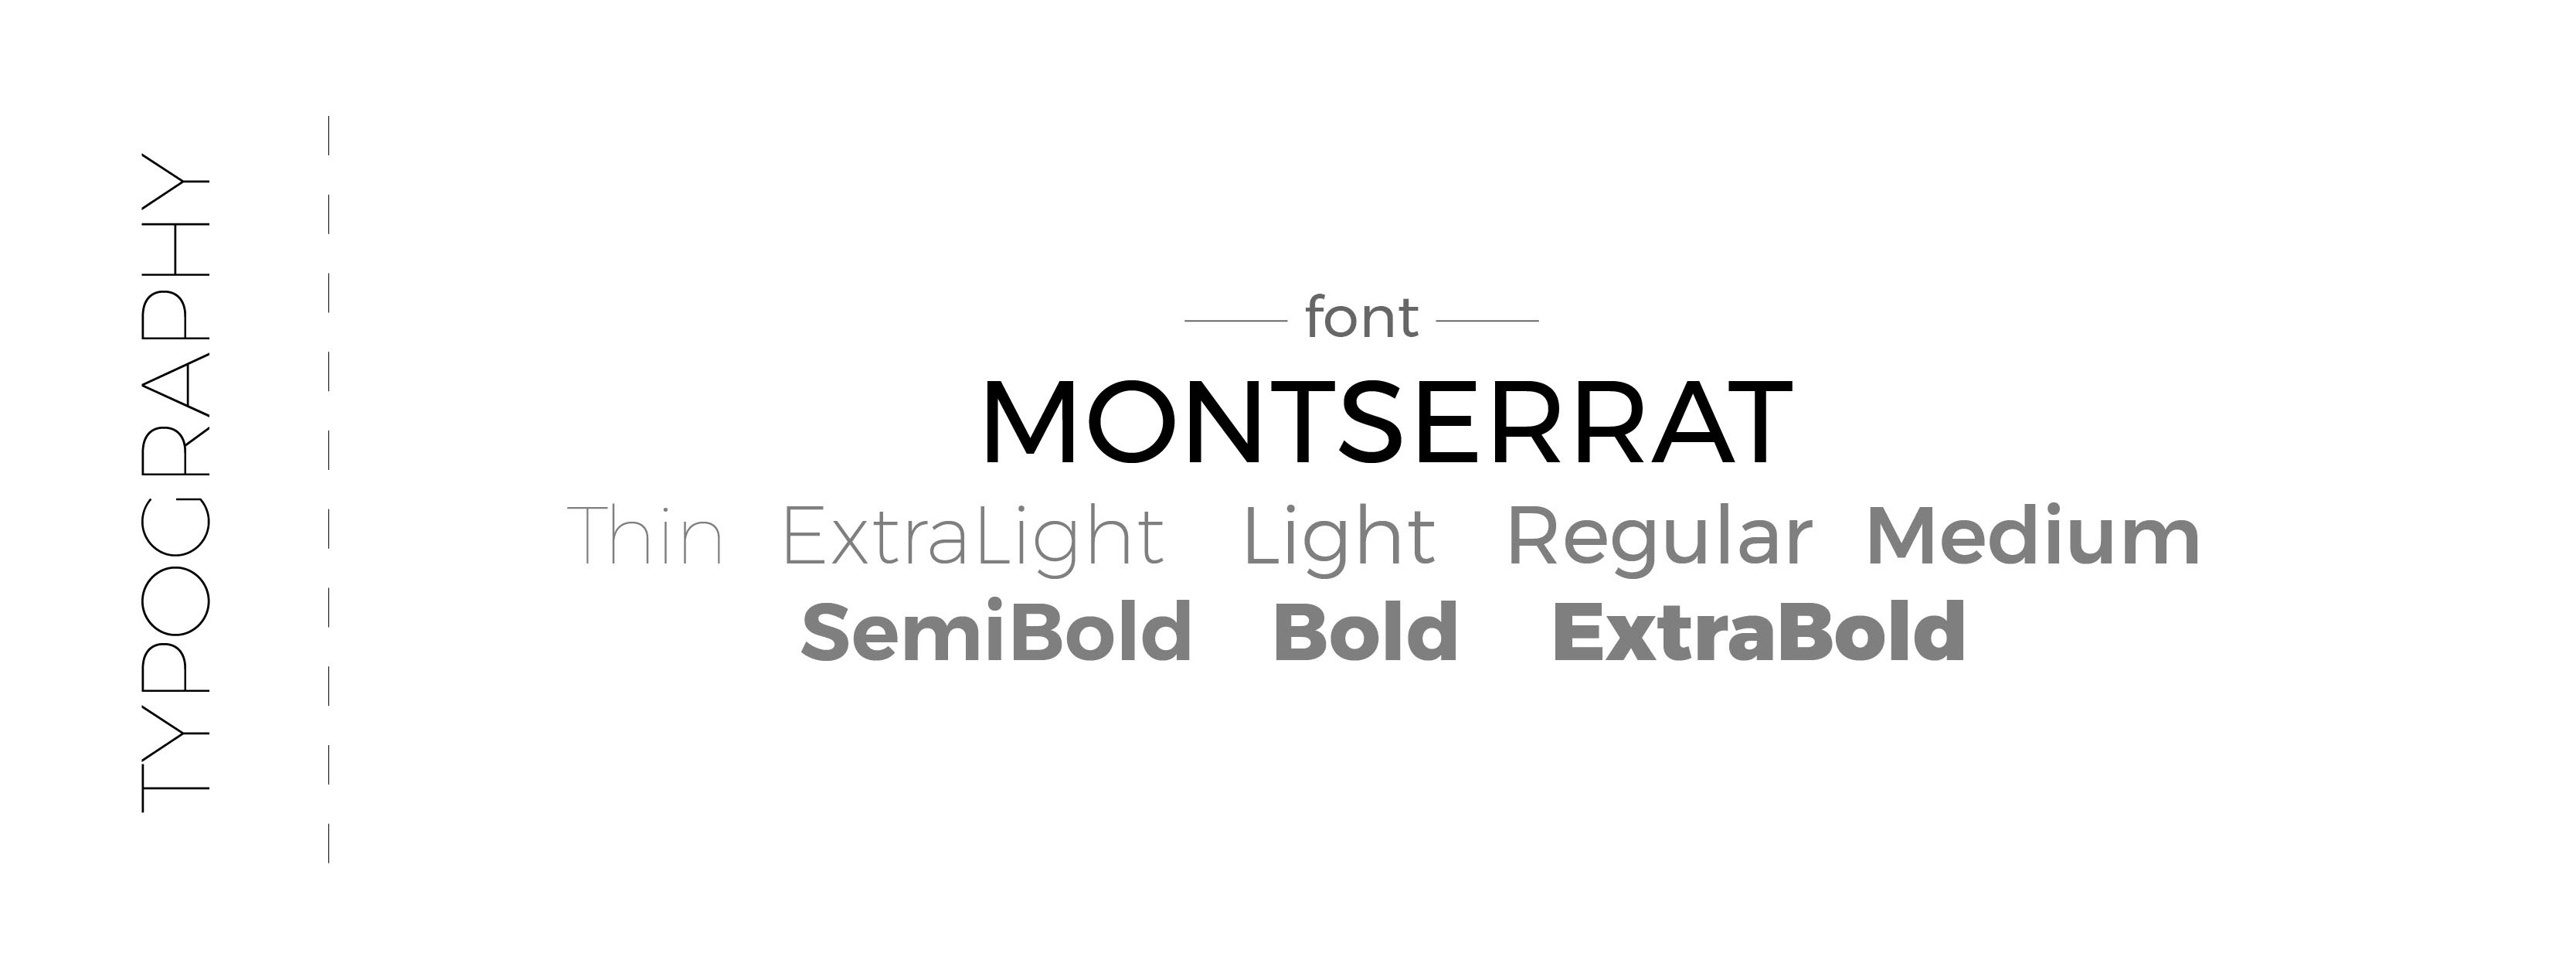 TYPOGRAPHY
font
MONTSERRAT
Thin ExtraLight Light Regular Medium
SemiBold Bold ExtraBold